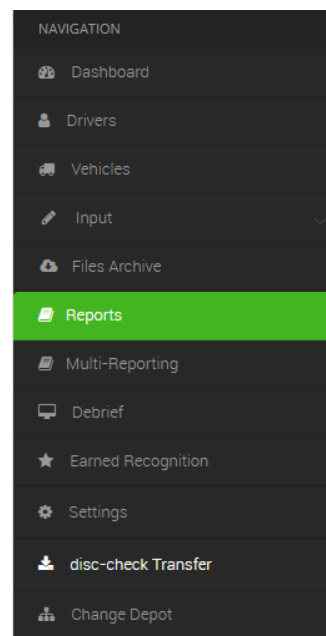 NAVIGATION
Dashboard
Drivers
Vehicles
Input
Files Archive
Reports
Multi-Reporting
Debrief
Earned Recognition
Settings
disc-check Transfer
Change Depot